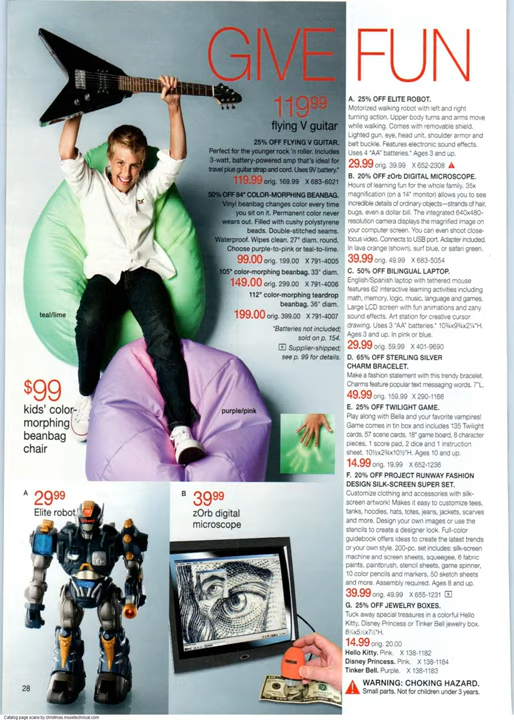 GIVE FUN
119⁹⁹
flying V guitar
25% OFF FLYING V GUITAR.
Perfect for the younger rock 'n roller. Includes
3-watt, battery-powered amp that's ideal for
travel plus guitar strap and cord. Uses 9V battery.*
119.99 orig. 169.99 X 683-6021
50% OFF 84" COLOR-MORPHING BEANBAG.
Vinyl beanbag changes color every time
you sit on it. Permanent color never
wears out. Filled with cushy polystyrene
beads. Double-stitched seams.
Waterproof. Wipes clean. 27" diam. round.
Choose purple-to-pink or teal-to-lime.
99.00 orig. 199.00 X 791-4005
105" color-morphing beanbag. 33" diam.
149.00 orig. 299.00 X 791-4006
112" color-morphing teardrop
beanbag. 36" diam.
199.00 orig. 399.00 X 791-4007
*Batteries not included;
sold on p. 154.
X Supplier-shipped;
see p. 99 for details.
teal/lime
$99
kids' color-
morphing
beanbag
chair
purple/pink
A 29⁹⁹
Elite robot
B 39⁹⁹
zOrb digital
microscope
A. 25% OFF ELITE ROBOT.
Motorized walking robot with left and right
turning action. Upper body turns and arms move
while walking. Comes with removable shield.
Lighted gun, eye, head unit, shoulder armor and
belt buckle. Features electronic sound effects.
Uses 4 "AA" batteries.* Ages 3 and up.
29.99 orig. 39.99 X 652-2308
B. 20% OFF zOrb DIGITAL MICROSCOPE.
Hours of learning fun for the whole family. 35x
magnification (on a 14" monitor) allows you to see
incredible details of ordinary objects—strands of hair,
bugs, even a dollar bill. The integrated 640x480-
resolution camera displays the magnified image on
your computer screen. You can even shoot close-
focus video. Connects to USB port. Adapter included.
In lava orange (shown), surf blue, or safari green.
39.99 orig. 49.99 X 683-5054
C. 50% OFF BILINGUAL LAPTOP.
English/Spanish laptop with tethered mouse
features 62 interactive learning activities including
math, memory, logic, music, language and games.
Large LCD screen with fun animations and zany
sound effects. Art station for creative cursor
drawing. Uses 3 "AA" batteries.*
Ages 3 and up. In pink or blue.
29.99 orig. 59.99 X 401-9690
D. 65% OFF STERLING SILVER
CHARM BRACELET.
Make a fashion statement with this trendy bracelet.
Charms feature popular text messaging words. 7"L.
49.99 orig. 159.99 X 290-1166
E. 25% OFF TWILIGHT GAME.
Play along with Bella and your favorite vampires!
Game comes in tin box and includes 135 Twilight
cards, 57 scene cards, 18" game board, 8 character
pieces, 1 score pad, 2 dice and 1 instruction
sheet. Ages 10 and up.
14.99 orig. 19.99 X 652-1236
F. 20% OFF PROJECT RUNWAY FASHION
DESIGN SILK-SCREEN SUPER SET.
Customize clothing and accessories with silk-
screen artwork! Makes it easy to customize tees,
tanks, hoodies, hats, totes, jeans, jackets, scarves
and more. Design your own images or use the
stencils to create a designer look. Full-color
guidebook offers ideas to create the latest trends
or your own style. 200-pc. set includes: silk-screen
machine and screen sheets, squeegee, 6 fabric
paints, paintbrush, stencil sheets, game spinner,
10 color pencils and markers, 50 sketch sheets
and more. Assembly required. Ages 8 and up.
39.99 orig. 49.99 X 655-1231 X
G. 25% OFF JEWELRY BOXES.
Tuck away special treasures in a colorful Hello
Kitty, Disney Princess or Tinker Bell jewelry box.
14.99 orig. 20.00
Hello Kitty. Pink. X 138-1182
Disney Princess. Pink. X 138-1184
Tinker Bell. Purple. X 138-1183
WARNING: CHOKING HAZARD.
Small parts. Not for children under 3 years.
28
Catalog page scans by christmas.musetechnical.com